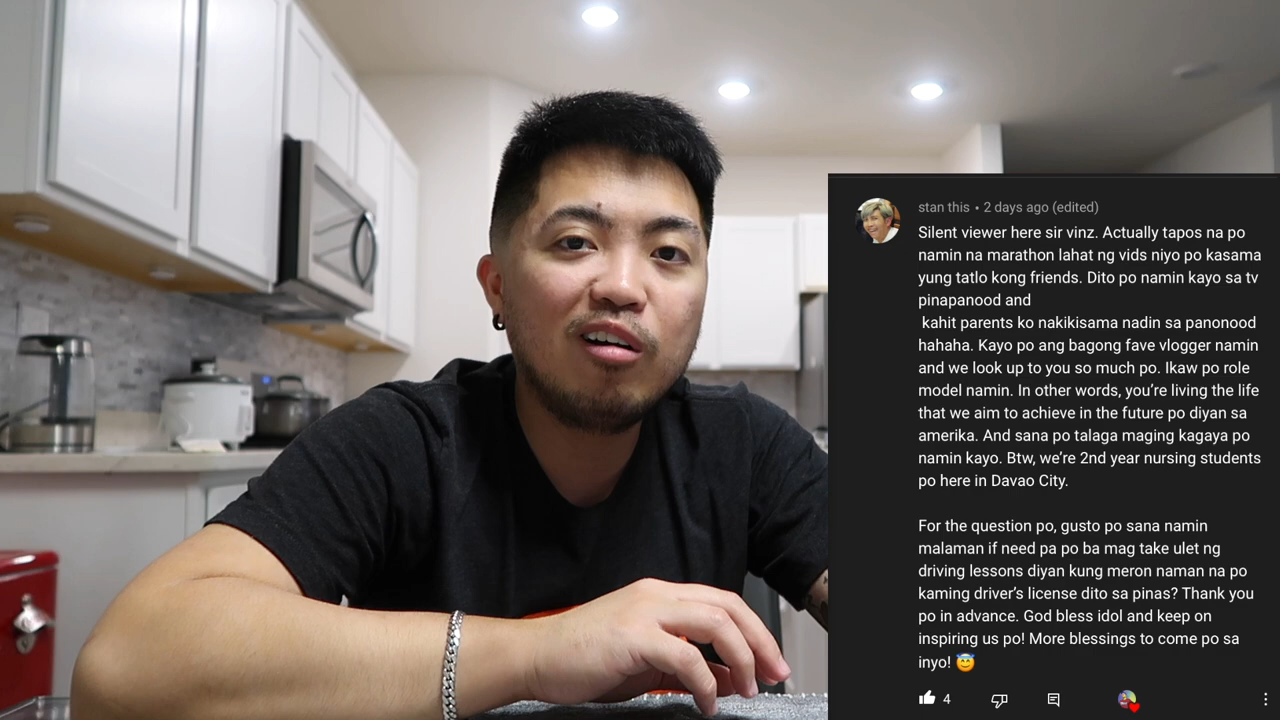 stan this • 2 days ago (edited)
Silent viewer here sir vinz. Actually tapos na po
namin na marathon lahat ng vids niyo po kasama
yung tatlo kong friends. Dito po namin kayo sa tv
pinapanood and
kahit parents ko nakikisama nadin sa panonood
hahaha. Kayo po ang bagong fave vlogger namin
and we look up to you so much po. Ikaw po role
model namin. In other words, you're living the life
that we aim to achieve in the future po diyan sa
amerika. And sana po talaga maging kagaya po
namin kayo. Btw, we're 2nd year nursing students
po here in Davao City.
For the question po, gusto po sana namin
malaman if need pa po ba mag take ulet ng
driving lessons diyan kung meron naman na po
kaming driver's license dito sa pinas? Thank you
po in advance. God bless idol and keep on
inspiring us po! More blessings to come po sa
inyo! 😇
4